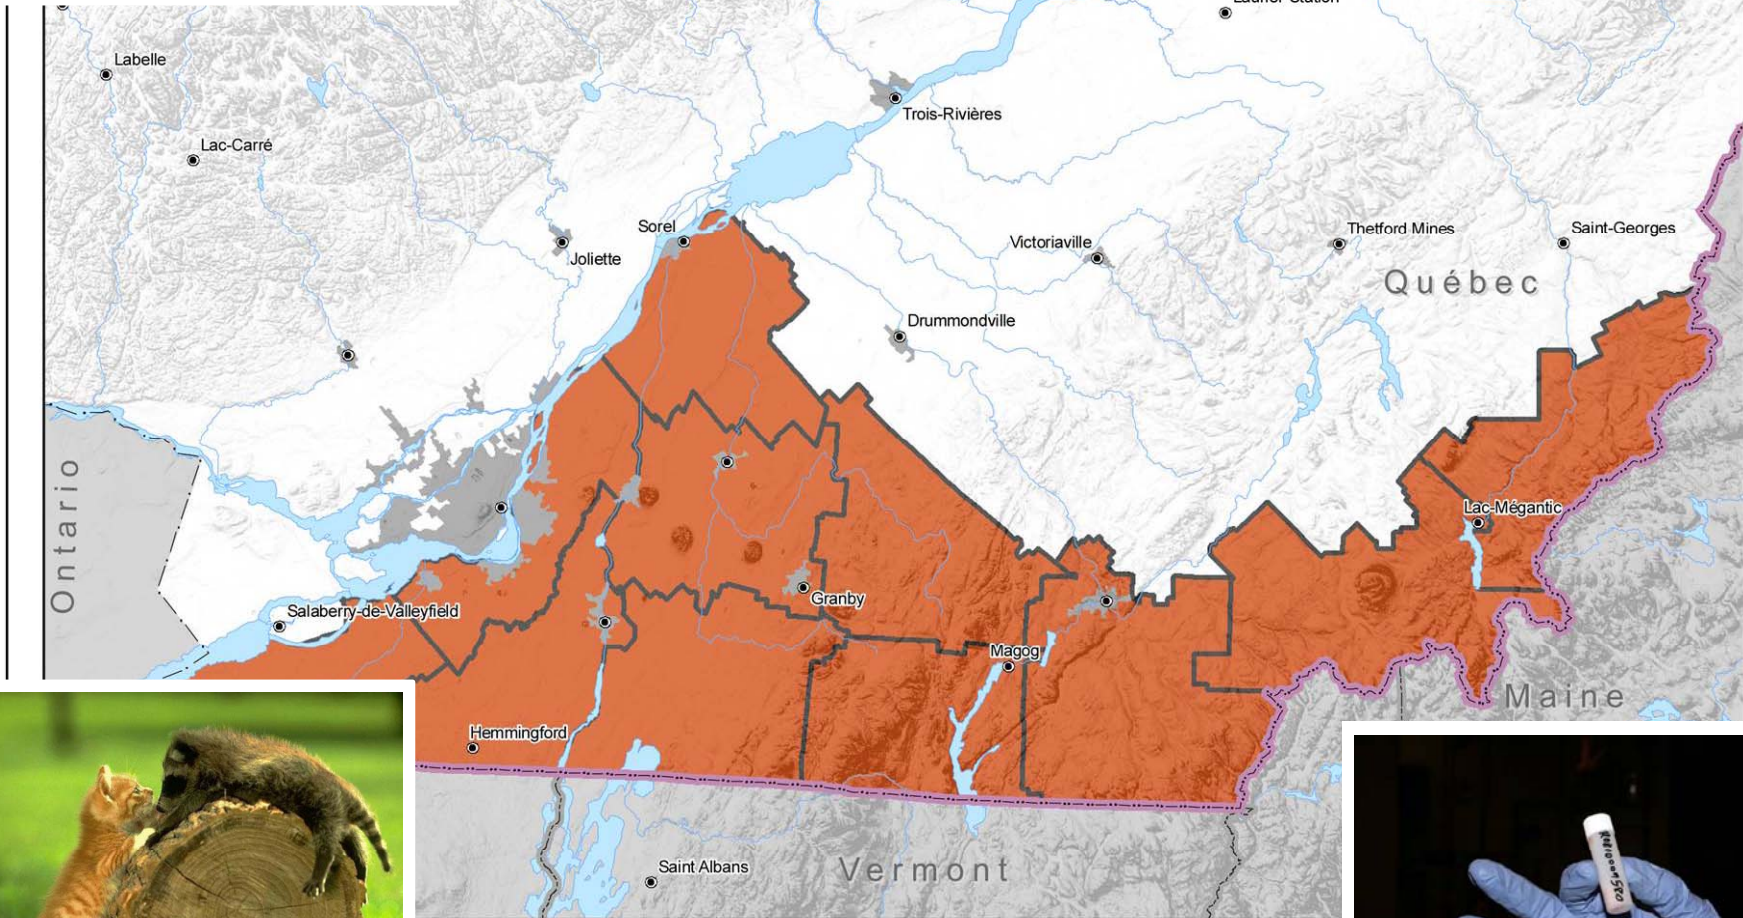 Labelle
Lac-Carré
Trois-Rivières
Sorel
Joliette
Victoriaville
Thetford Mines
Saint-Georges
Québec
Drummondville
Ontario
Lac-Mégantic
Granby
Salaberry-de-Valleyfield
Magog
Maine
Hemmingford
Saint Albans
Vermont